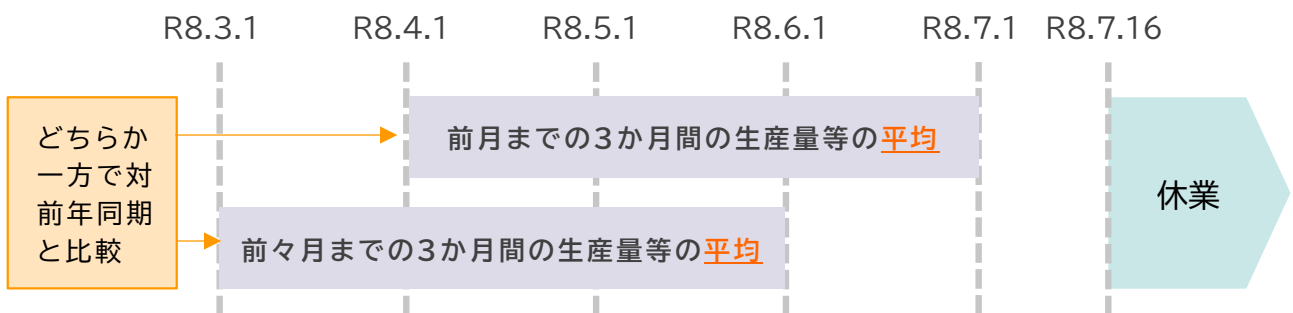 R8.3.1 R8.4.1 R8.5.1 R8.6.1 R8.7.1 R8.7.16
どちらか
一方で対
前年同期
と比較
前月までの3か月間の生産量等の平均
前々月までの3か月間の生産量等の平均
休業